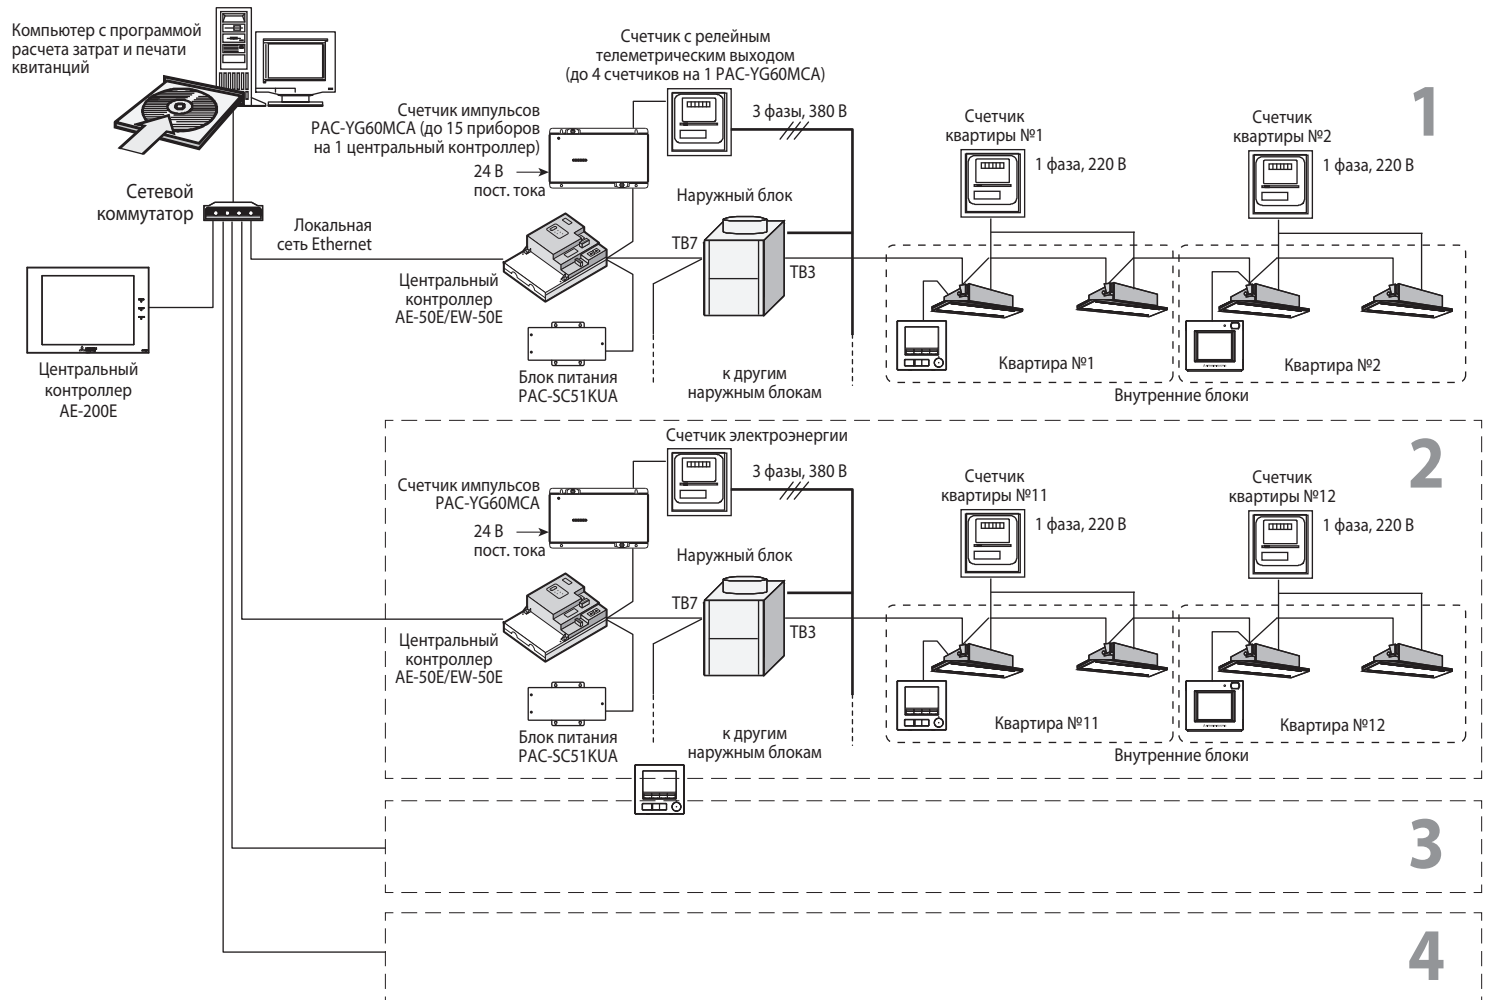 Компьютер с программой
расчета затрат и печати
квитанций
Счетчик с релейным
телеметрическим выходом
(до 4 счетчиков на 1 PAC-YG60MCA)
Счетчик импульсов
PAC-YG60MCA (до 15 приборов
на 1 центральный контроллер)
24 В
пост. тока
3 фазы, 380 В
Счетчик
квартиры №1
1 фаза, 220 В
Счетчик
квартиры №2
1 фаза, 220 В
1
Сетевой
коммутатор
Локальная
сеть Ethernet
Наружный блок
TB7
TB3
Центральный
контроллер
AE-50E/EW-50E
Центральный
контроллер
AE-200E
Блок питания
PAC-SC51KUA
к другим
наружным блокам
Квартира №1
Квартира №2
Внутренние блоки
Счетчик электроэнергии
Счетчик импульсов
PAC-YG60MCA
24 В
пост. тока
3 фазы, 380 В
Счетчик
квартиры №11
1 фаза, 220 В
Счетчик
квартиры №12
1 фаза, 220 В
2
Наружный блок
TB7
TB3
Центральный
контроллер
AE-50E/EW-50E
Блок питания
PAC-SC51KUA
к другим
наружным блокам
Квартира №11
Квартира №12
Внутренние блоки
3
4